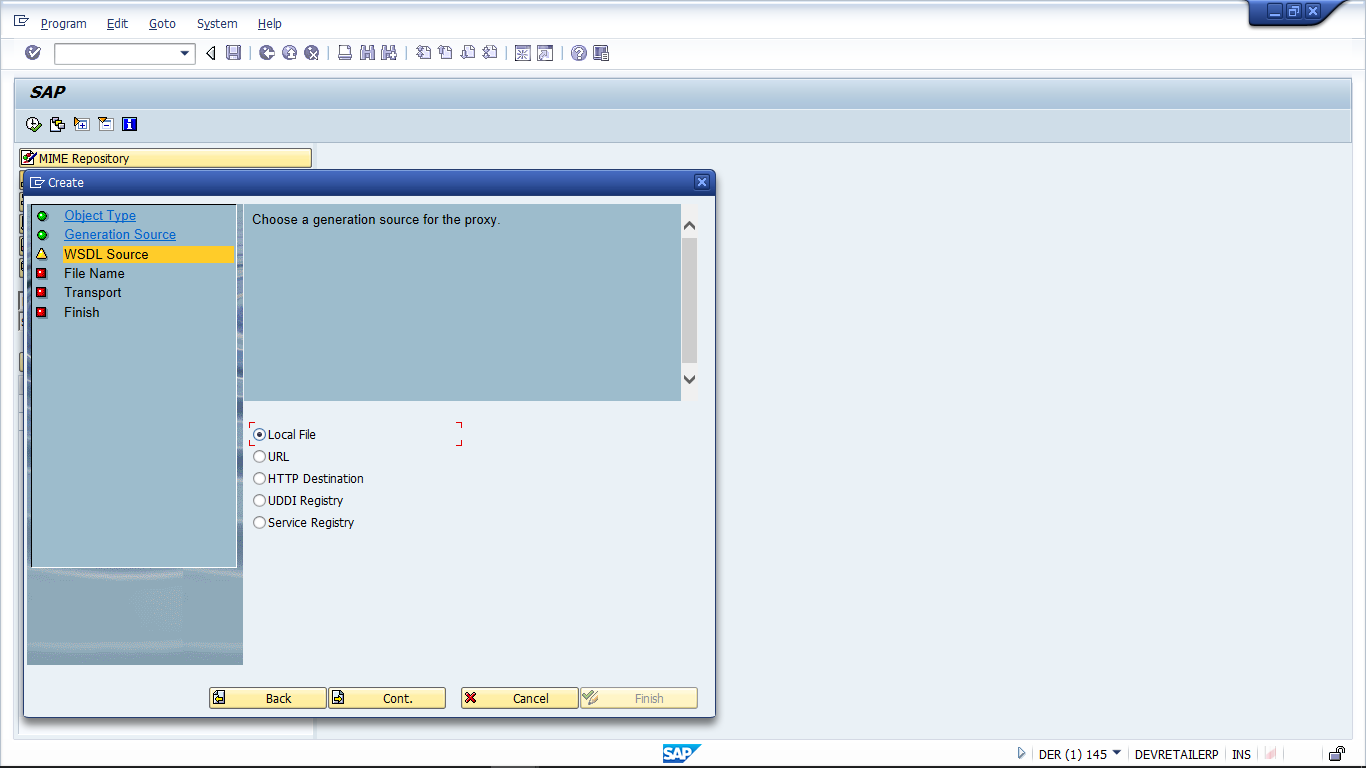 Program Edit Goto System Help
SAP
MIME Repository
Create
Object Type
Generation Source
WSDL Source
File Name
Transport
Finish
Choose a generation source for the proxy.
Local File
URL
HTTP Destination
UDDI Registry
Service Registry
Back Cont. Cancel Finish
SAP DER (1) 145 DEVRETAILERP INS